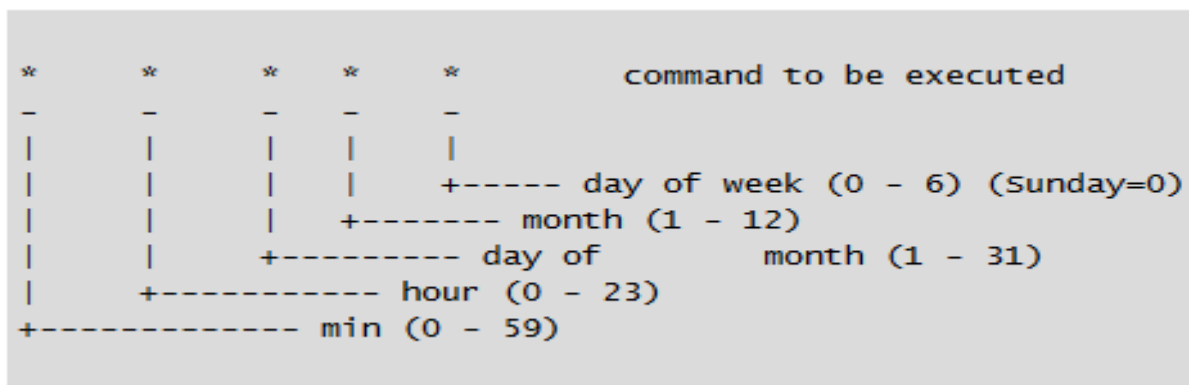 *      *      *   *    *        command to be executed
-      -      -   -    -
|      |      |   |    |
|      |      |   |    +----- day of week (0 - 6) (Sunday=0)
|      |      |   +------- month (1 - 12)
|      |      +--------- day of        month (1 - 31)
|      +----------- hour (0 - 23)
+------------- min (0 - 59)